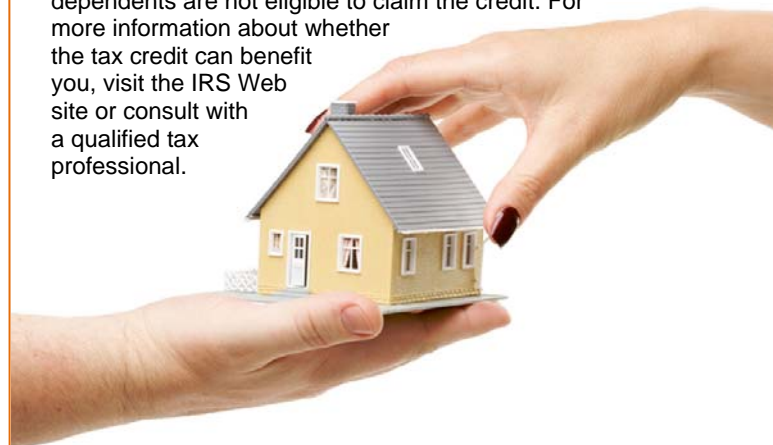 dependents are not eligible to claim the credit. For
more information about whether
the tax credit can benefit
you, visit the IRS Web
site or consult with
a qualified tax
professional.